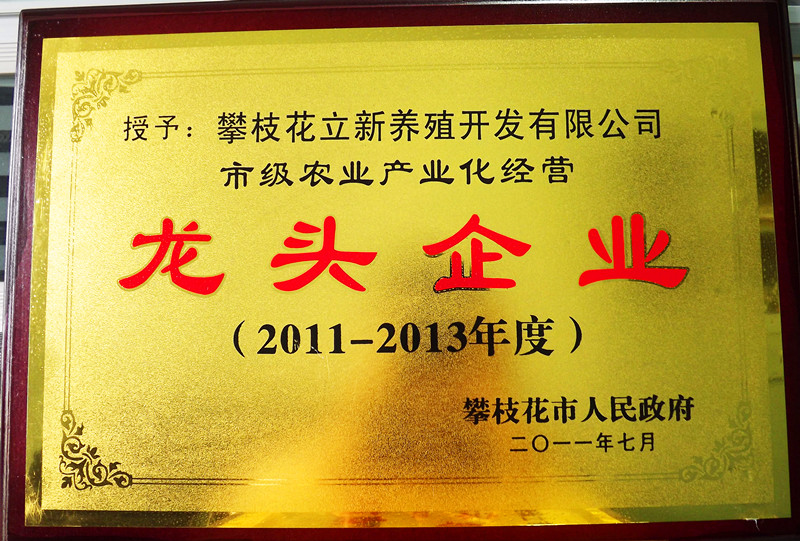 授予：攀枝花立新养殖开发有限公司
市级农业产业化经营
龙头企业
（2011-2013年度）
攀枝花市人民政府
二〇一一年七月